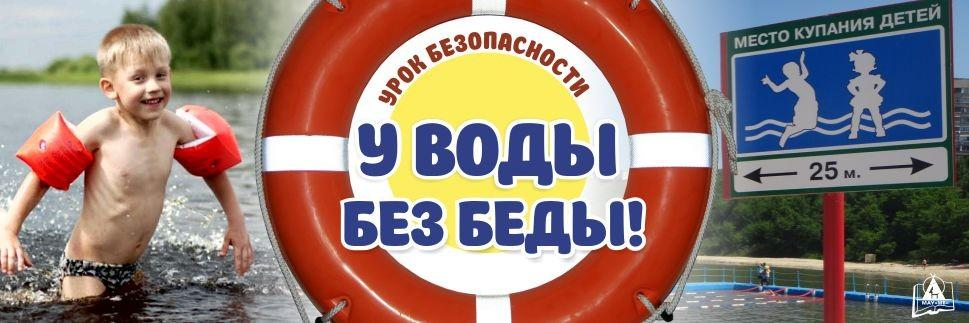 УРОК БЕЗОПАСНОСТИ
У ВОДЫ
БЕЗ БЕДЫ!
МЕСТО КУПАНИЯ ДЕТЕЙ
25 м.